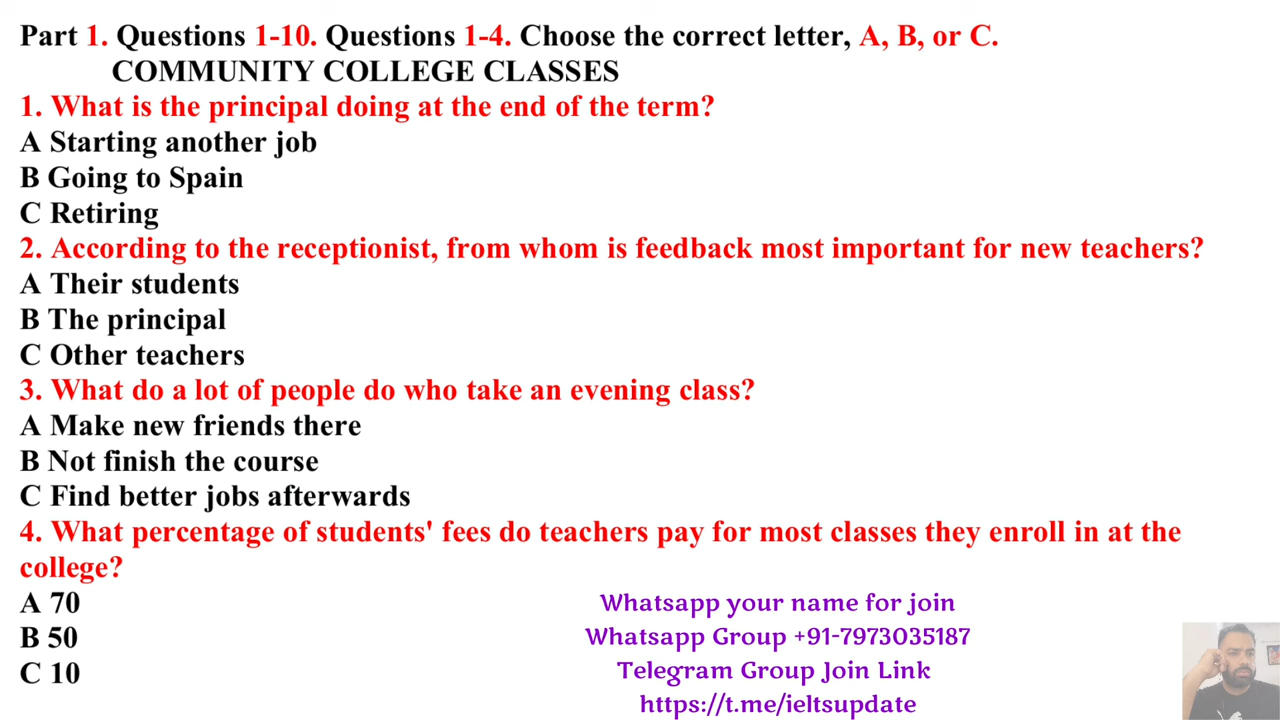 Part 1. Questions 1-10. Questions 1-4. Choose the correct letter, A, B, or C.
COMMUNITY COLLEGE CLASSES
1. What is the principal doing at the end of the term?
A Starting another job
B Going to Spain
C Retiring
2. According to the receptionist, from whom is feedback most important for new teachers?
A Their students
B The principal
C Other teachers
3. What do a lot of people do who take an evening class?
A Make new friends there
B Not finish the course
C Find better jobs afterwards
4. What percentage of students' fees do teachers pay for most classes they enroll in at the
college?
A 70
B 50
C 10
Whatsapp your name for join
Whatsapp Group +91-7973035187
Telegram Group Join Link
https://t.me/ieltsupdate